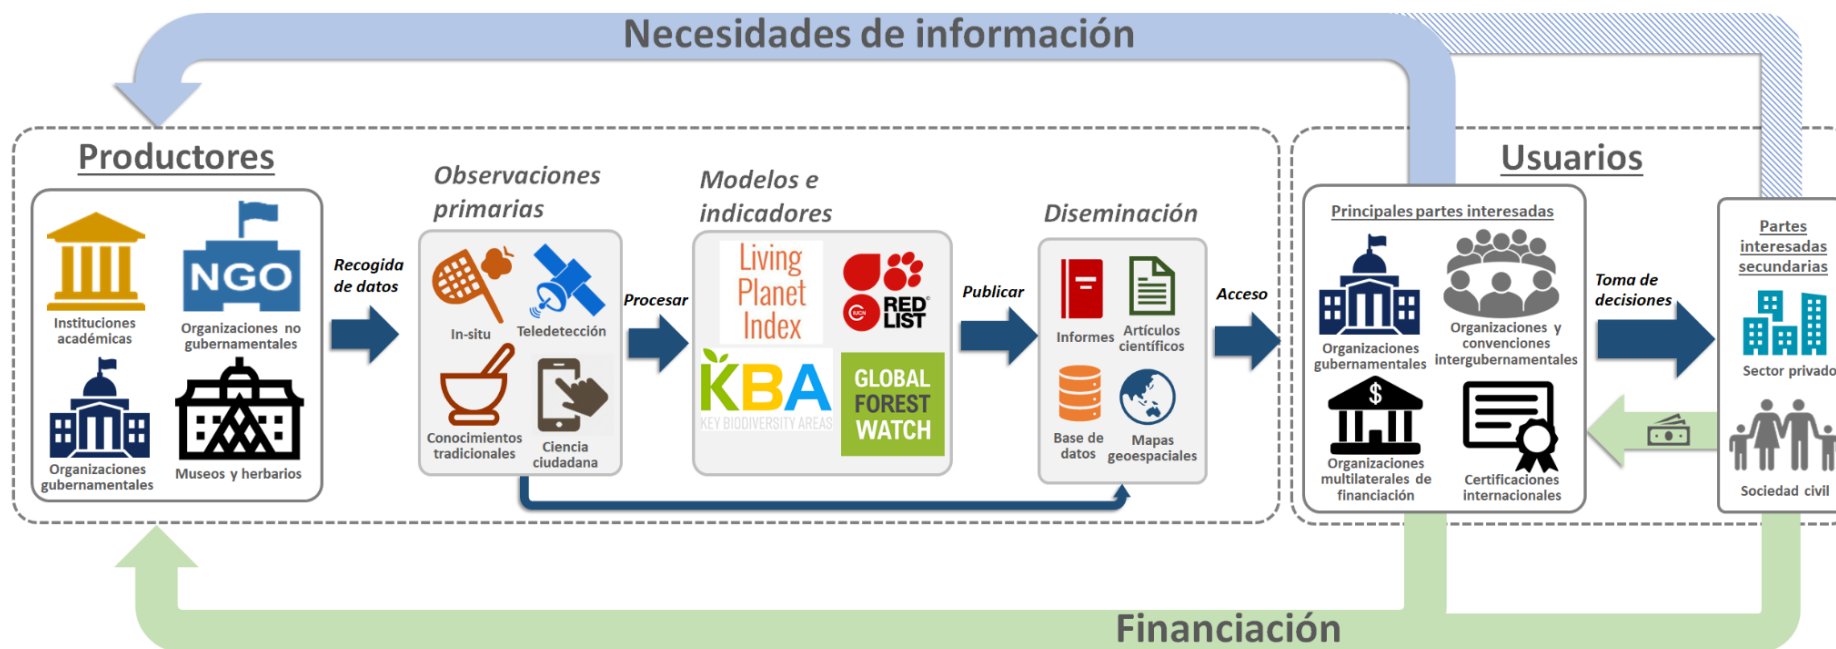 Necesidades de información
Productores
NGO
Instituciones
académicas
Organizaciones no
gubernamentales
Organizaciones
gubernamentales
Museos y herbarios
Recogida
de datos
Observaciones
primarias
In-situ
Teledetección
Conocimientos
tradicionales
Ciencia
ciudadana
Procesar
Modelos e
indicadores
Living
Planet
Index
IUCN
RED
LIST
KBA
KEY BIODIVERSITY AREAS
GLOBAL
FOREST
WATCH
Publicar
Diseminación
Informes
Artículos
científicos
Base de
datos
Mapas
geoespaciales
Acceso
Usuarios
Principales partes interesadas
Organizaciones
gubernamentales
Organizaciones y
convenciones
intergubernamentales
$
Organizaciones
multilaterales de
financiación
Certificaciones
internacionales
Toma de
decisiones
Partes
interesadas
secundarias
Sector privado
Sociedad civil
Financiación